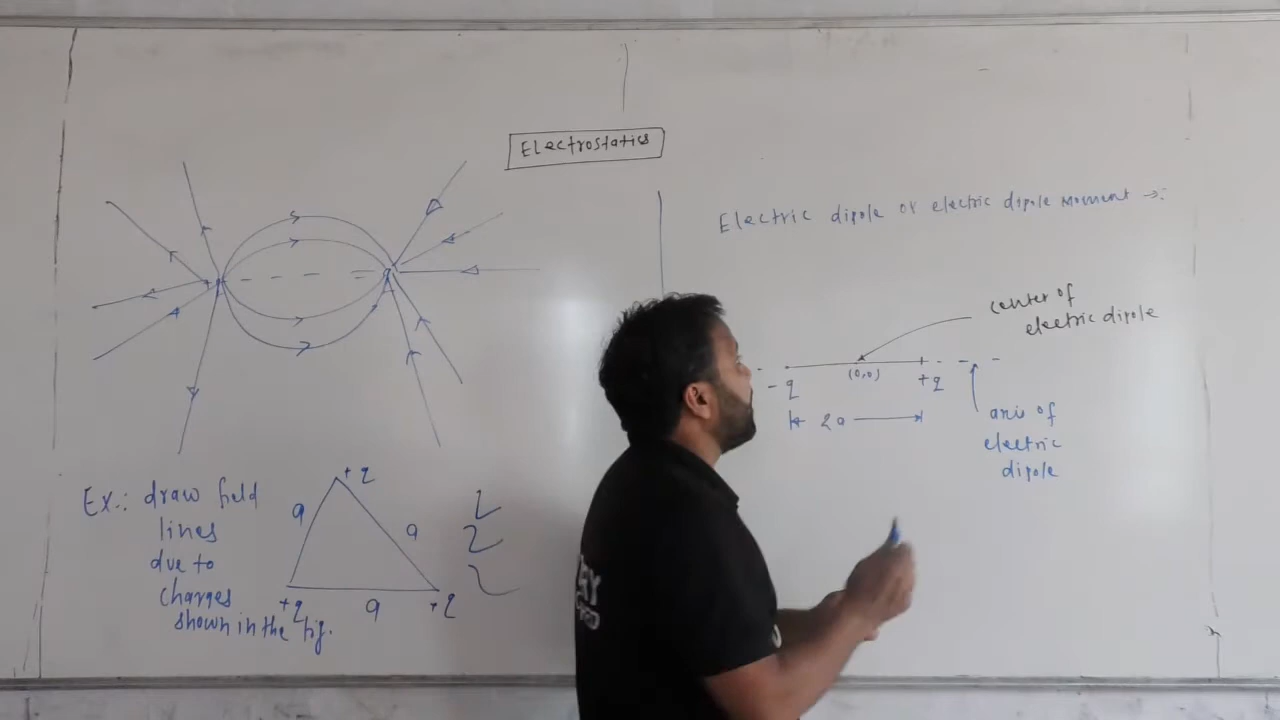 Electrostatics
Ex.: draw field
lines
due to
charges
shown in the fig.
+q
a
a
+q
a
+q
Electric dipole or electric dipole Moment →:
center of
electric dipole
(0,0)
- q
+q
2a
axis of
electric
dipole